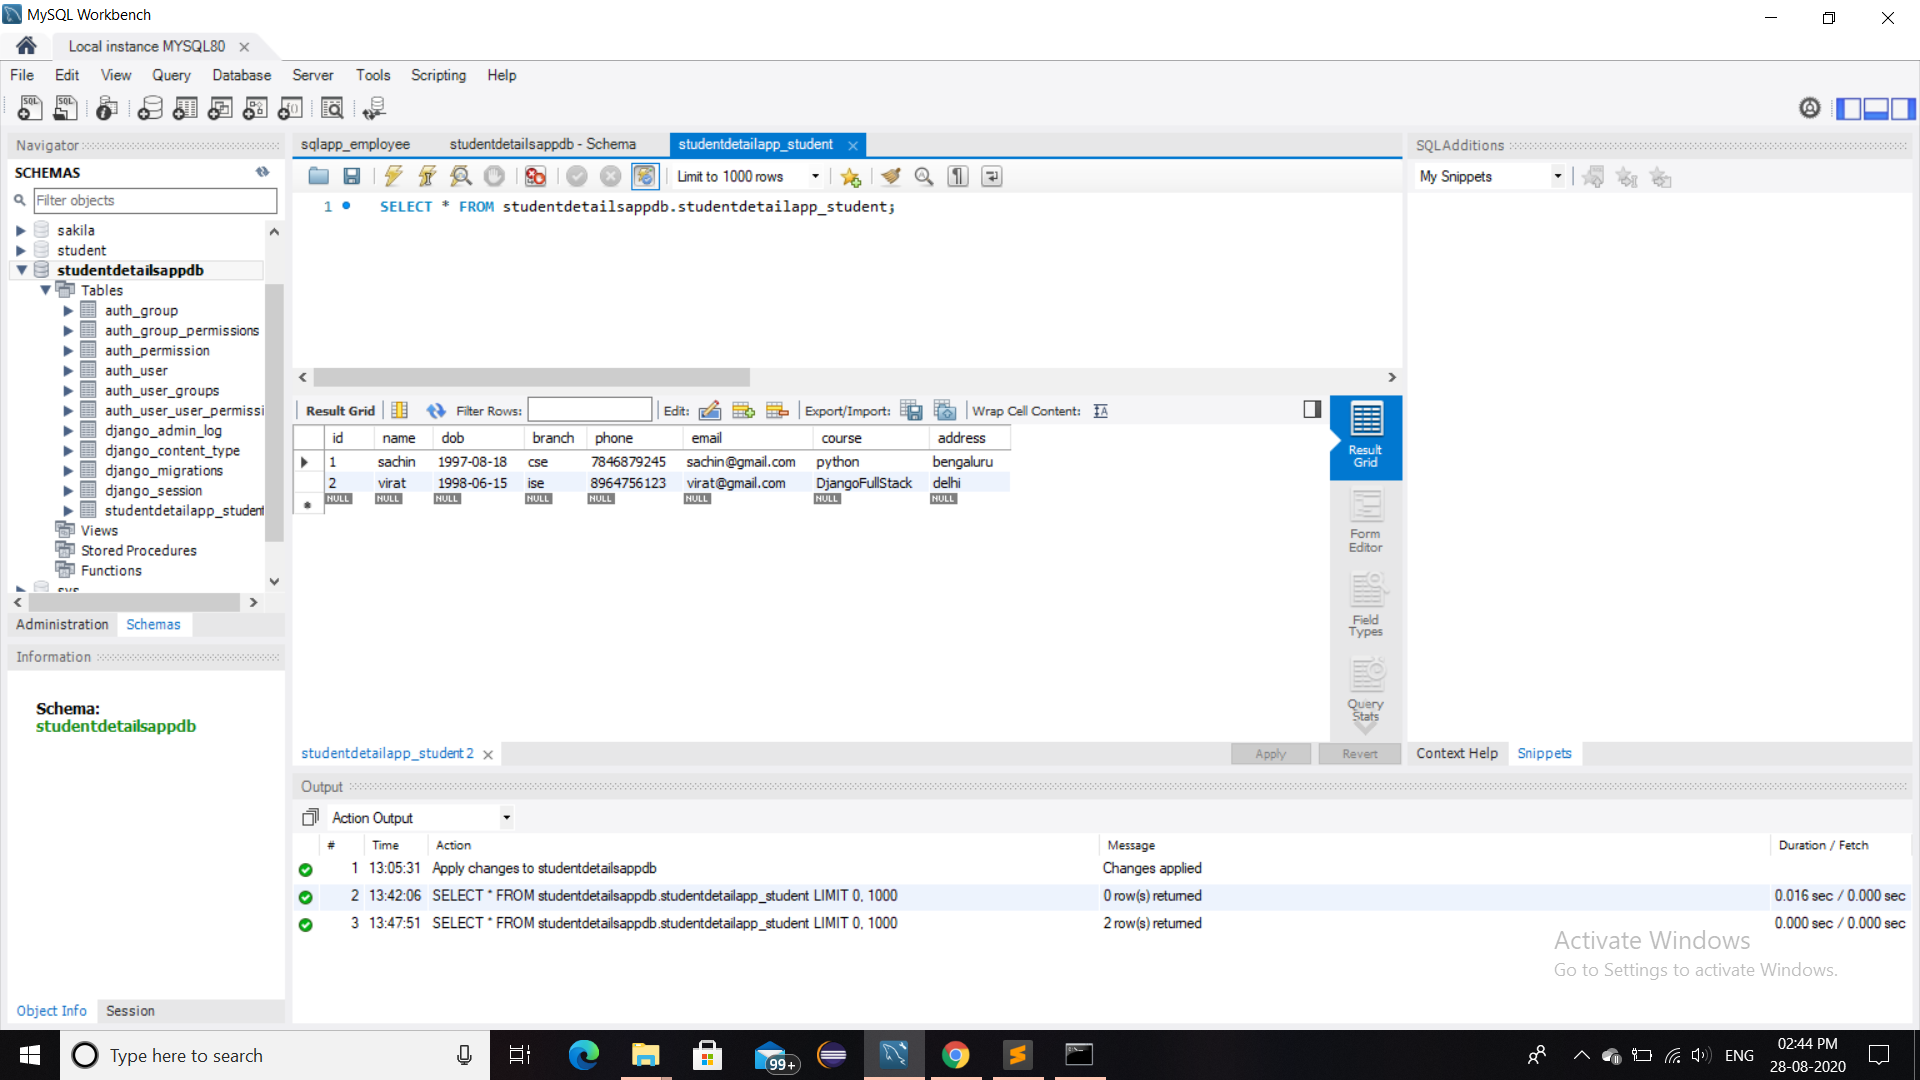 MySQL Workbench
Local instance MYSQL80
File Edit View Query Database Server Tools Scripting Help
Navigator
SCHEMAS
Filter objects
sakila
student
studentdetailsappdb
Tables
auth_group
auth_group_permissions
auth_permission
auth_user
auth_user_groups
auth_user_user_permissi
django_admin_log
django_content_type
django_migrations
django_session
studentdetailapp_student
Views
Stored Procedures
Functions
sys
Administration Schemas
Information
Schema:
studentdetailsappdb
Object Info Session
sqlapp_employee studentdetailsappdb - Schema studentdetailapp_student
Limit to 1000 rows
1 SELECT * FROM studentdetailsappdb.studentdetailapp_student;
Result Grid Filter Rows: Edit: Export/Import: Wrap Cell Content:
id name dob branch phone email course address
1 sachin 1997-08-18 cse 7846879245 sachin@gmail.com python bengaluru
2 virat 1998-06-15 ise 8964756123 virat@gmail.com DjangoFullStack delhi
NULL NULL NULL NULL NULL NULL NULL NULL
Result
Grid
Form
Editor
Field
Types
Query
Stats
studentdetailapp_student 2
Apply Revert
SQLAdditions
My Snippets
Context Help Snippets
Output
Action Output
# Time Action Message Duration / Fetch
1 13:05:31 Apply changes to studentdetailsappdb Changes applied
2 13:42:06 SELECT * FROM studentdetailsappdb.studentdetailapp_student LIMIT 0, 1000 0 row(s) returned 0.016 sec / 0.000 sec
3 13:47:51 SELECT * FROM studentdetailsappdb.studentdetailapp_student LIMIT 0, 1000 2 row(s) returned 0.000 sec / 0.000 sec
Activate Windows
Go to Settings to activate Windows.
Type here to search
99+
ENG
02:44 PM
28-08-2020